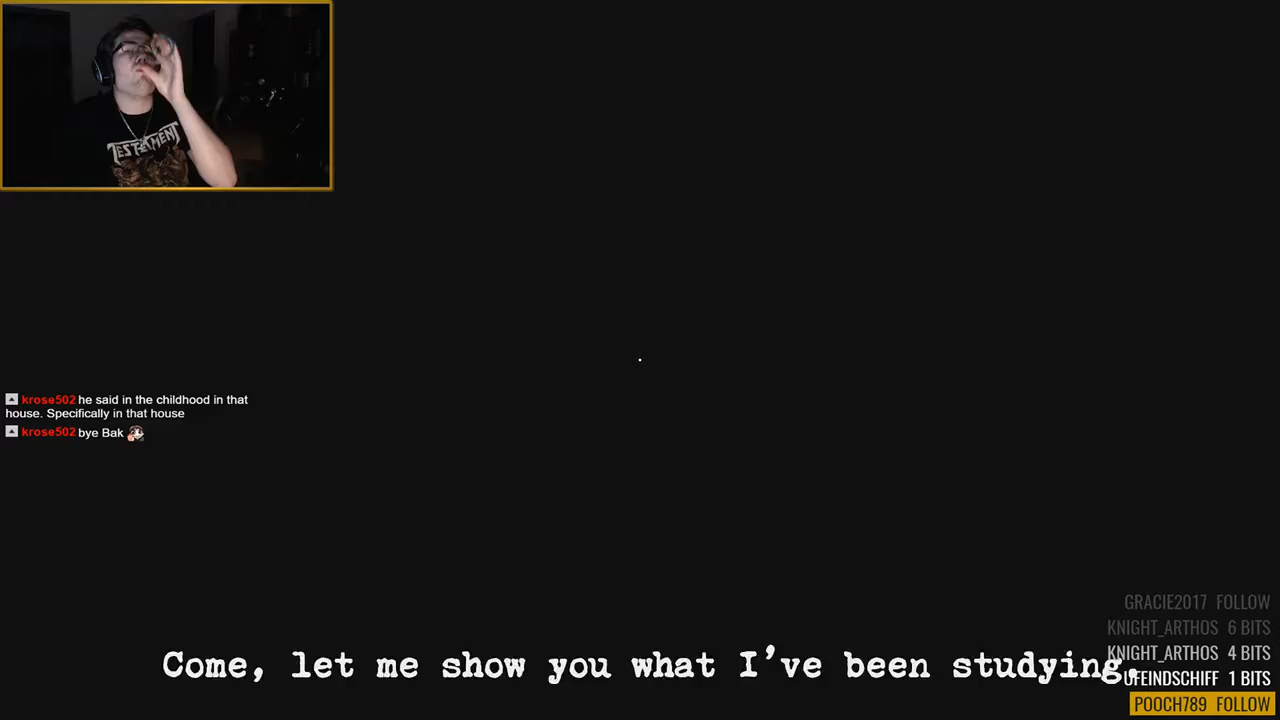 TESTAMENT
krose502 he said in the childhood in that
house. Specifically in that house
krose502 bye Bak
GRACIE2017 FOLLOW
KNIGHT_ARTHOS 6 BITS
KNIGHT_ARTHOS 4 BITS
Come, let me show you what I've been studying.
UFEINDSCHIFF 1 BITS
POOCH789 FOLLOW